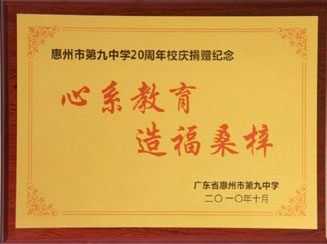 惠州市第九中学20周年校庆捐赠纪念
心系教育
造福桑梓
广东省惠州市第九中学
二〇一〇年十月